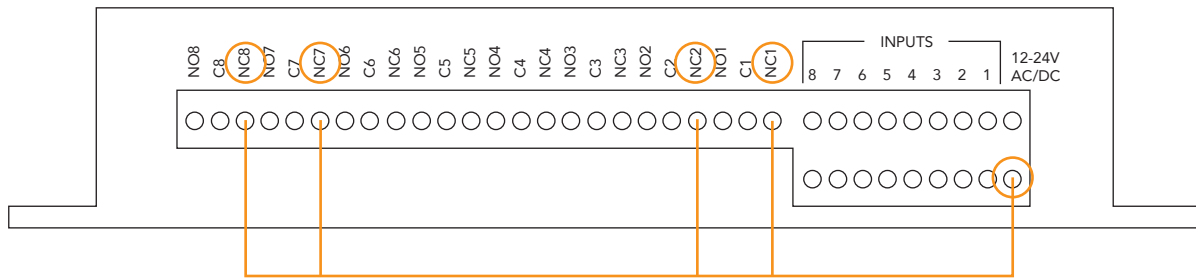 INPUTS
NO8 C8 NC8 NO7 C7 NC7 NO6 C6 NC6 NO5 C5 NC5 NO4 C4 NC4 NO3 C3 NC3 NO2 C2 NC2 NO1 C1 NC1
8 7 6 5 4 3 2 1
12-24V
AC/DC